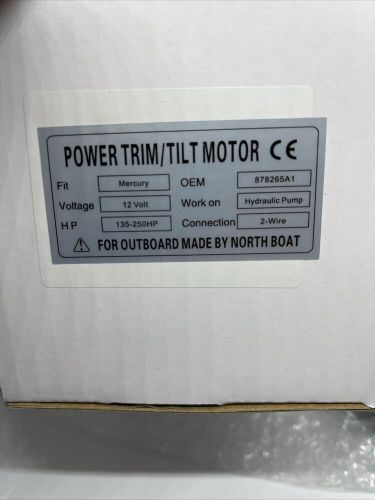 POWER TRIM/TILT MOTOR CE
Fit Mercury OEM 878265A1
Voltage 12 Volt Work on Hydraulic Pump
HP 135-250HP Connection 2-Wire
FOR OUTBOARD MADE BY NORTH BOAT